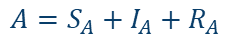 A = S_A + I_A + R_A